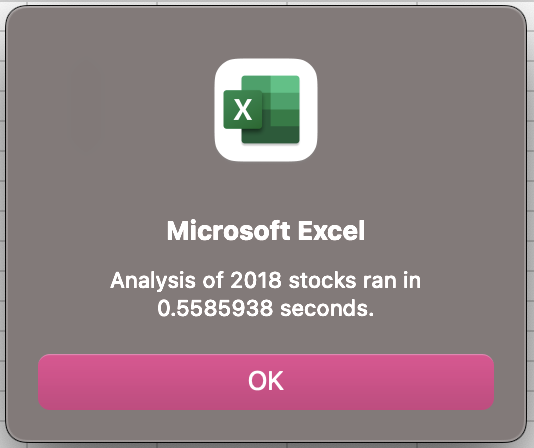 X
Microsoft Excel
Analysis of 2018 stocks ran in
0.5585938 seconds.
OK